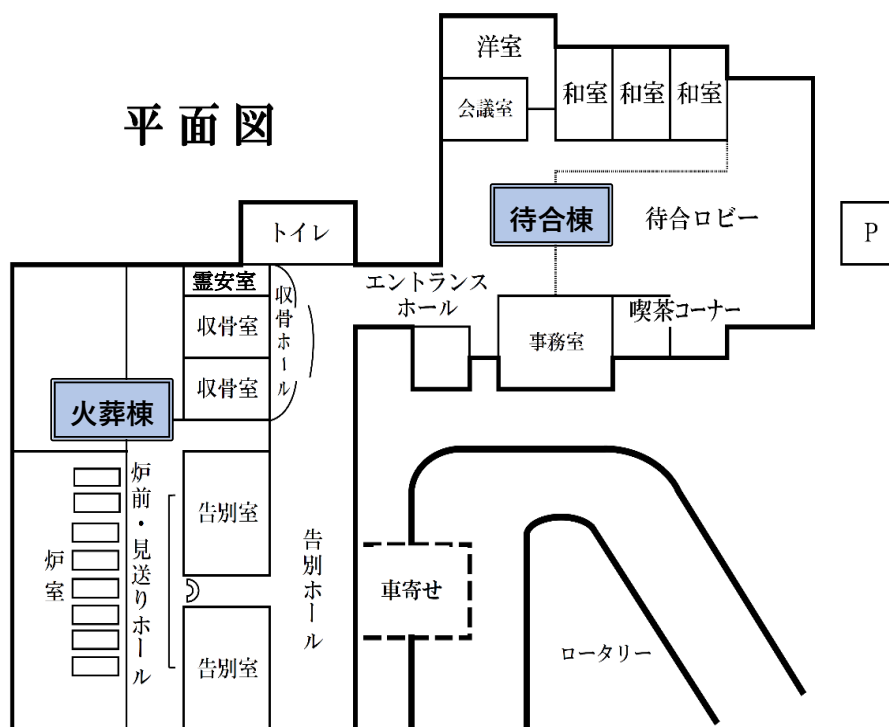 平面図
洋室
会議室
和室
和室
和室
待合棟
待合ロビー
P
トイレ
エントランス
ホール
喫茶コーナー
事務室
霊安室
収骨室
収骨室
収骨ホール
火葬棟
告別室
告別室
炉前・見送りホール
炉室
告別ホール
車寄せ
ロータリー